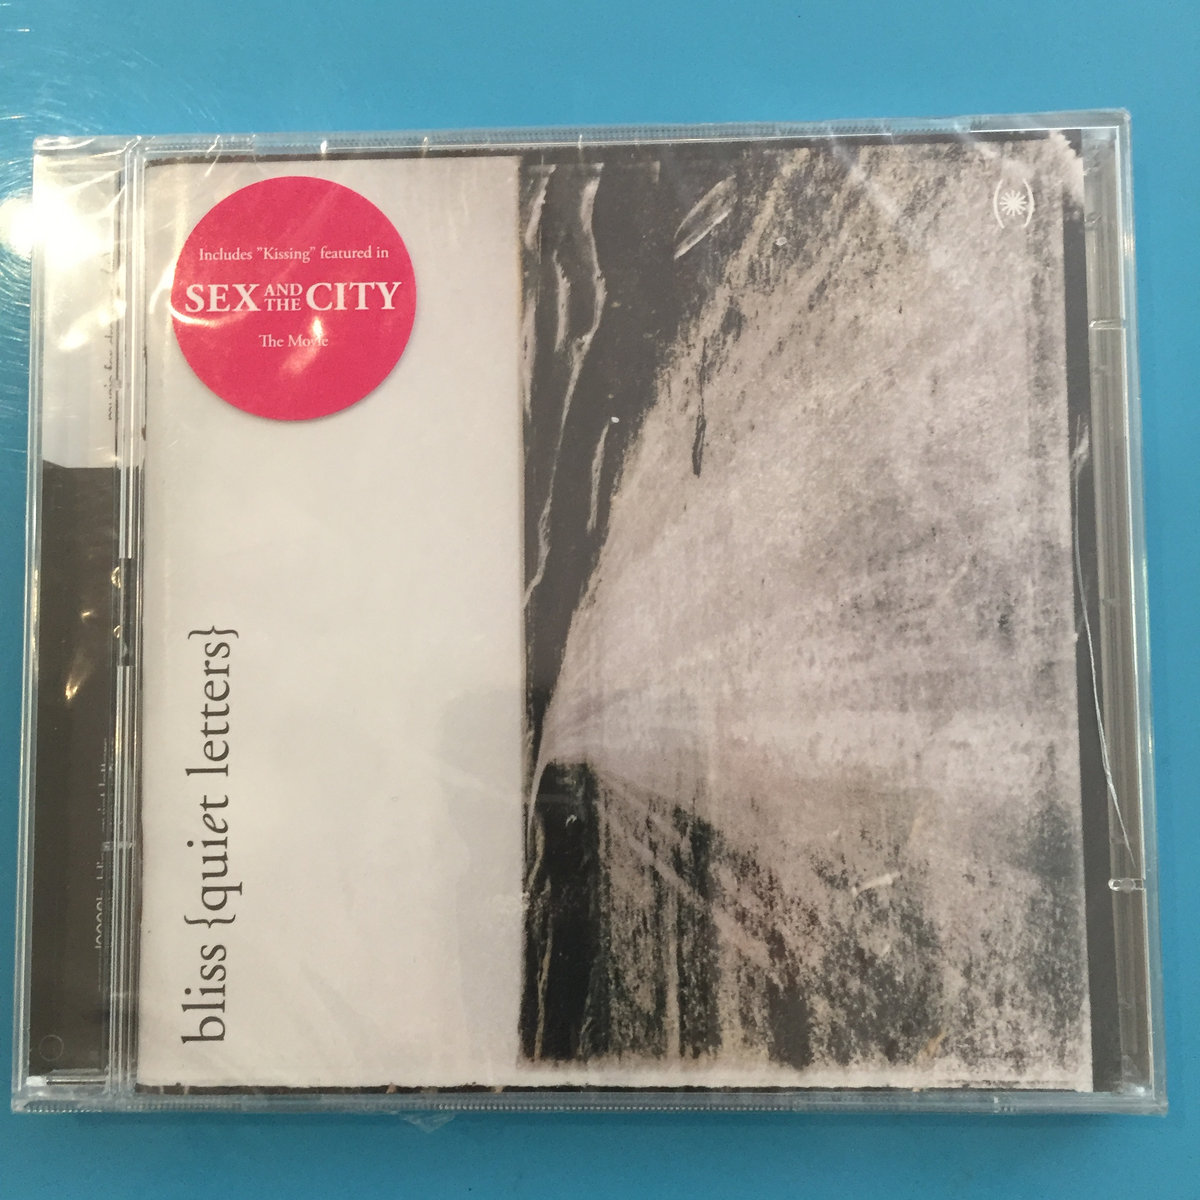 Includes ”Kissing” featured in
SEX AND THE CITY
The Movie
bliss {quiet letters}